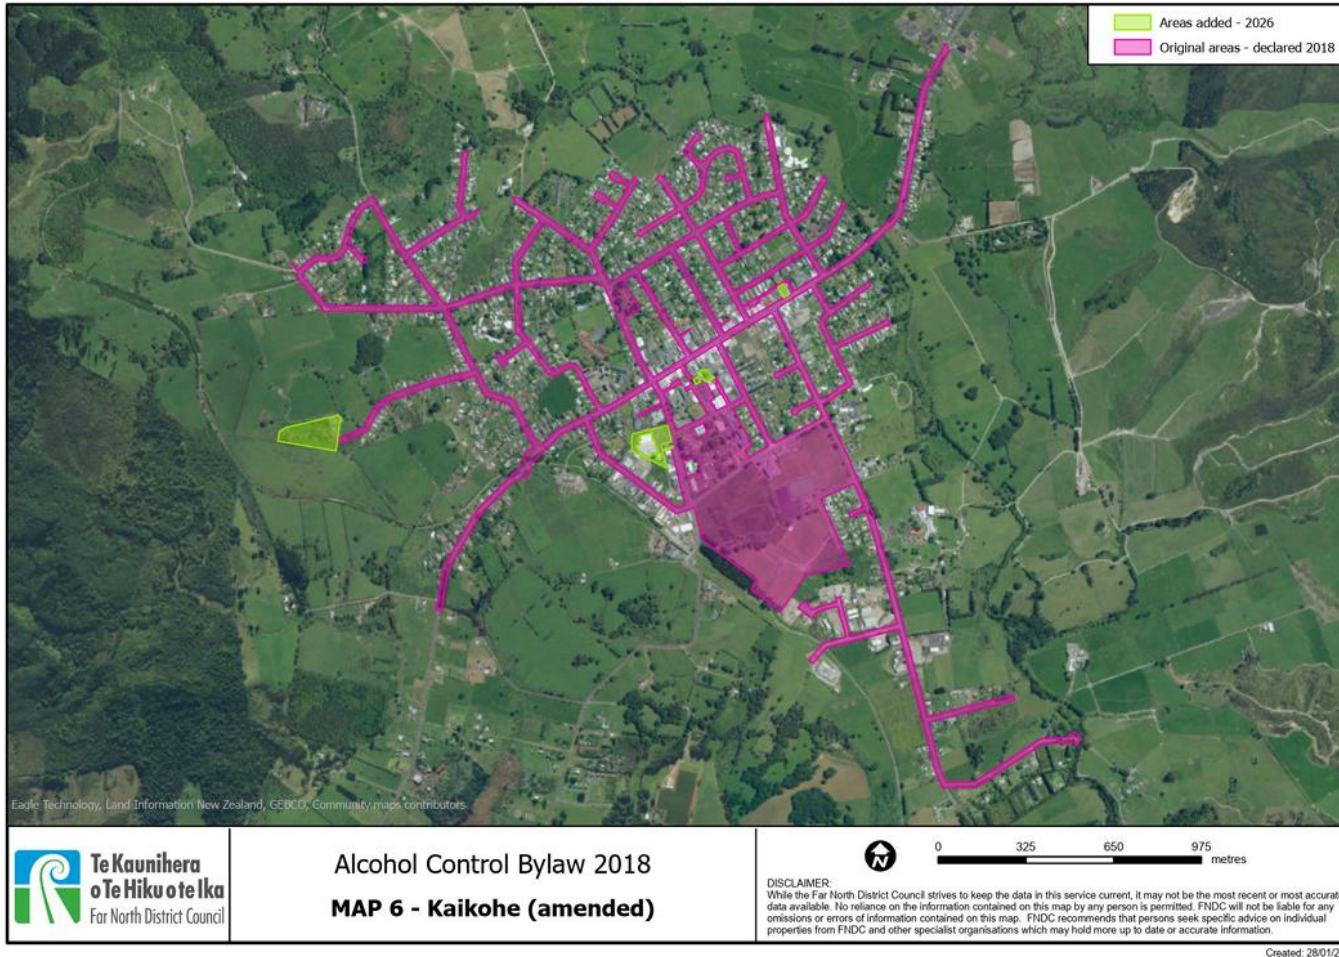 Areas added - 2026
Original areas - declared 2018
Eagle Technology, Land Information New Zealand, GEBCO, Community maps contributors
Te Kaunihera
o Te Hiku o te Ika
Far North District Council
Alcohol Control Bylaw 2018
MAP 6 - Kaikohe (amended)
N
0 325 650 975
metres
DISCLAIMER:
While the Far North District Council strives to keep the data in this service current, it may not be the most recent or most accurat
data available. No reliance on the information contained on this map by any person is permitted. FNDC will not be liable for any
omissions or errors of information contained on this map. FNDC recommends that persons seek specific advice on individual
properties from FNDC and other specialist organisations which may hold more up to date or accurate information.
Created: 28/01/2